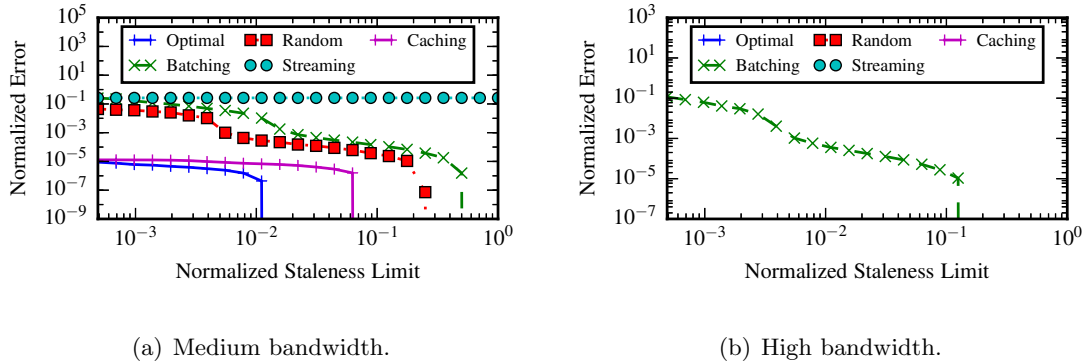 10^5
10^3
10^1
10^-1
10^-3
10^-5
10^-7
10^-9
Normalized Error
Optimal
Random
Caching
Batching
Streaming
10^-3
10^-2
10^-1
10^0
Normalized Staleness Limit
(a) Medium bandwidth.
10^3
10^1
10^-1
10^-3
10^-5
10^-7
Normalized Error
Optimal
Random
Caching
Batching
Streaming
10^-3
10^-2
10^-1
10^0
Normalized Staleness Limit
(b) High bandwidth.